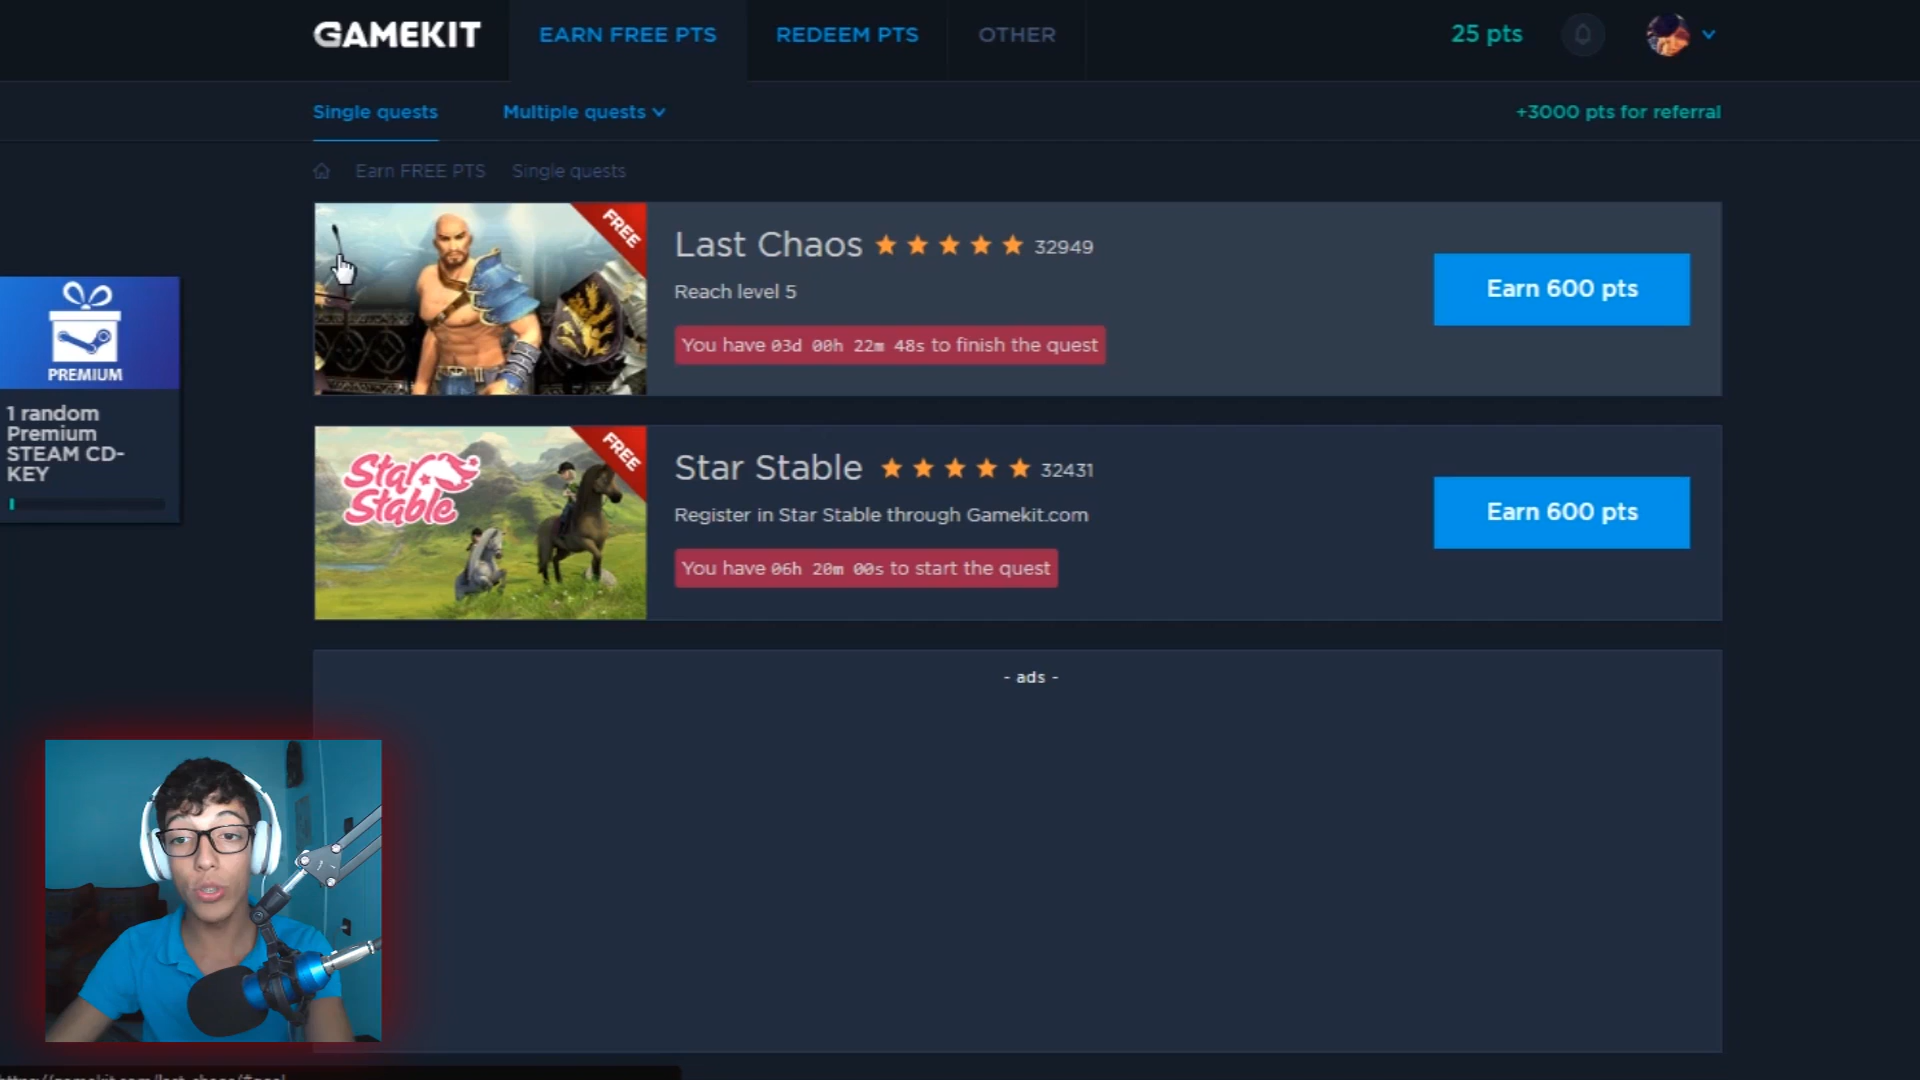 GAMEKIT
EARN FREE PTS
REDEEM PTS
OTHER
25 pts
Single quests
Multiple quests
+3000 pts for referral
Earn FREE PTS
Single quests
FREE
Last Chaos
32949
Reach level 5
You have 03d 00h 22m 48s to finish the quest
Earn 600 pts
PREMIUM
1 random
Premium
STEAM CD-
KEY
Star
Stable
FREE
Star Stable
32431
Register in Star Stable through Gamekit.com
You have 06h 20m 00s to start the quest
Earn 600 pts
- ads -